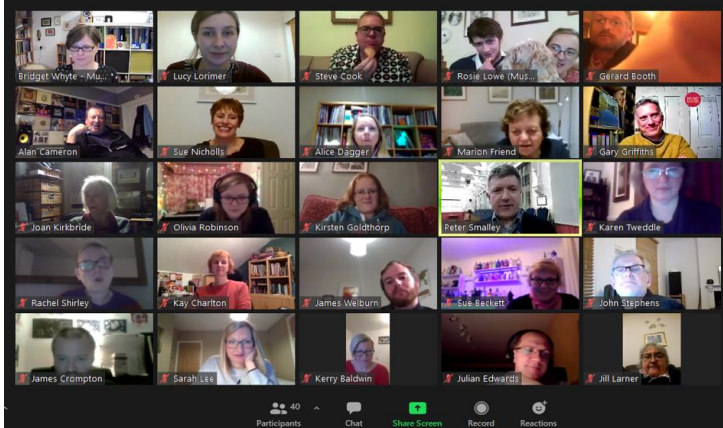 Bridget Whyte - Mu...
Lucy Lorimer
Steve Cook
Rosie Lowe (Mus...
Gerard Booth
Alan Cameron
Sue Nicholls
Alice Dagger
Marion Friend
Gary Griffiths
Joan Kirkbride
Olivia Robinson
Kirsten Goldthorp
Peter Smalley
Karen Tweddle
Rachel Shirley
Kay Charlton
James Welburn
Sue Beckett
John Stephens
James Crompton
Sarah Lee
Kerry Baldwin
Julian Edwards
Jill Larner
40
Participants
Chat
Share Screen
Record
Reactions